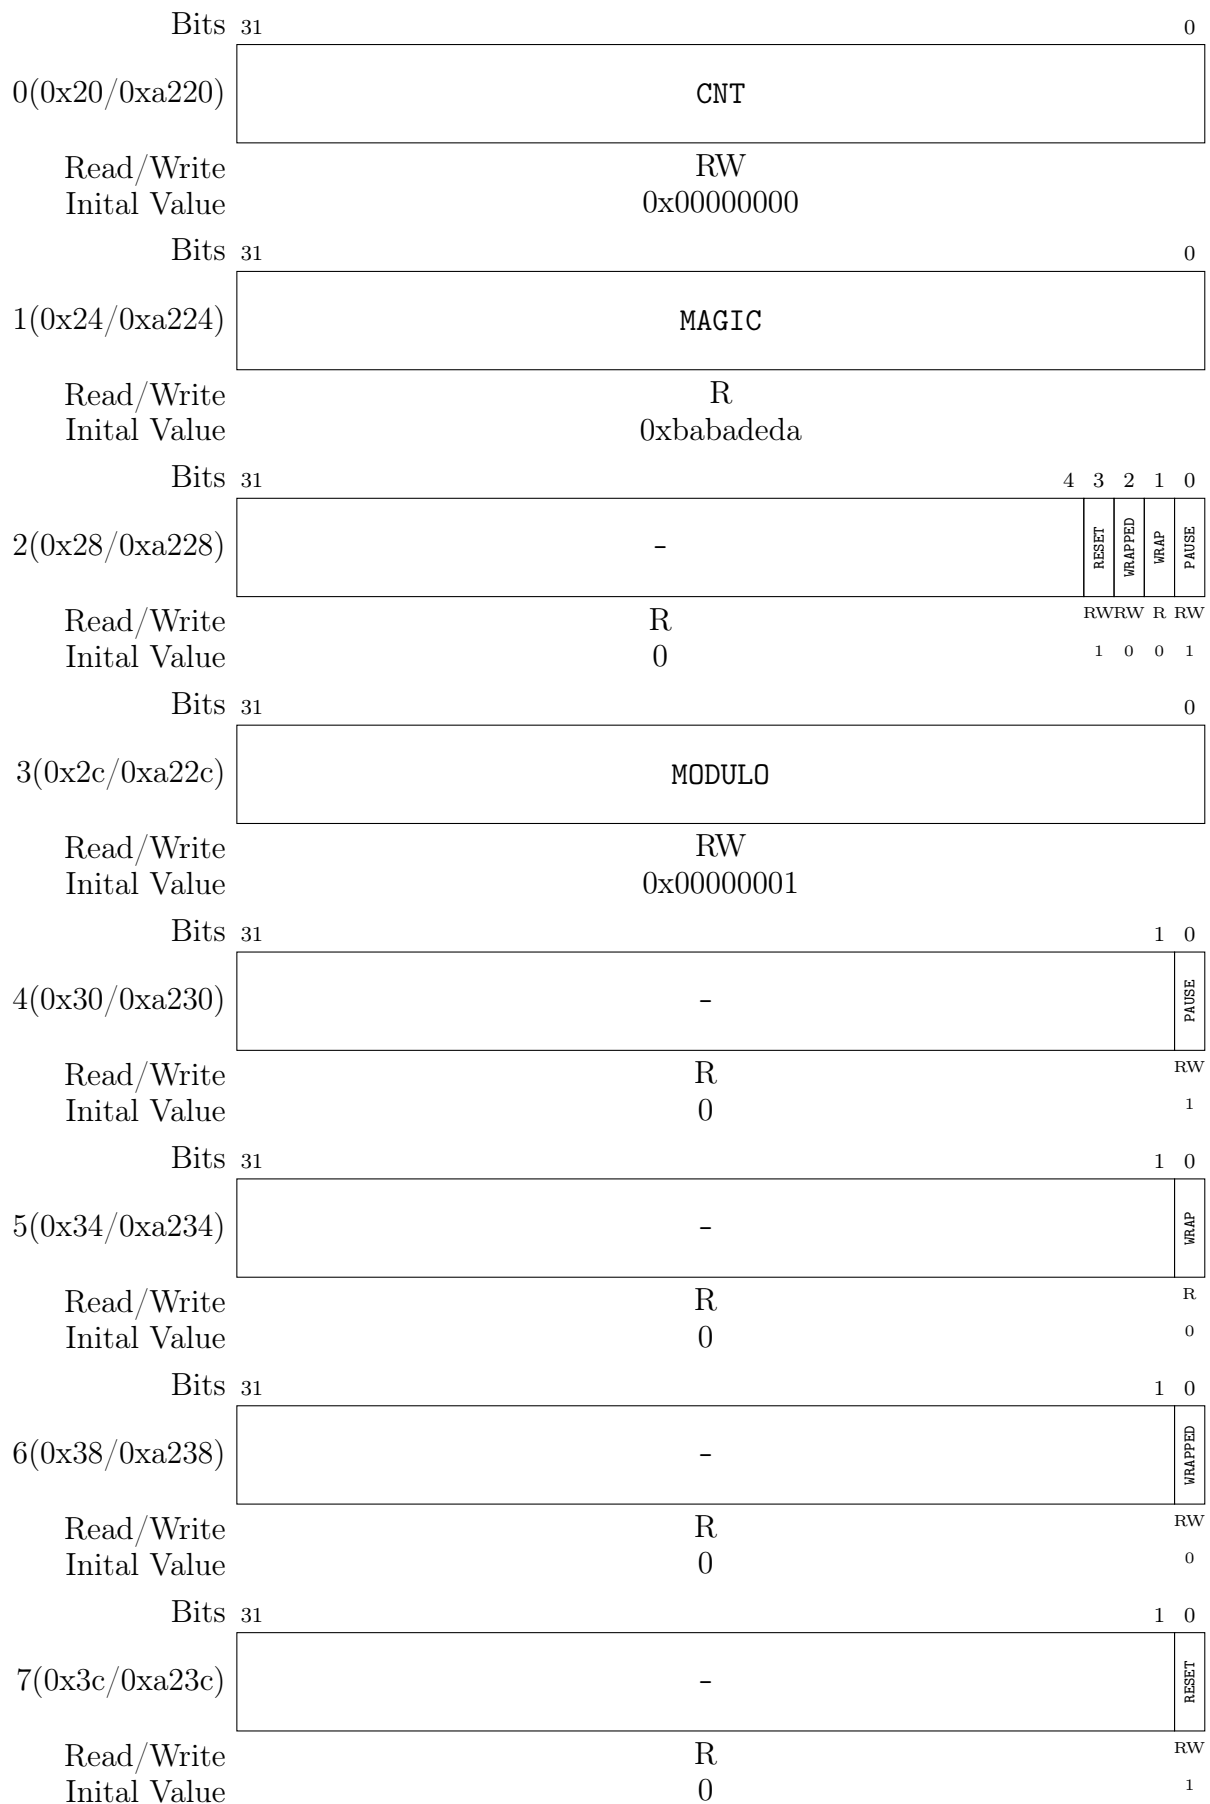 Bits 31 0
0(0x20/0xa220) CNT
Read/Write RW
Inital Value 0x00000000
Bits 31 0
1(0x24/0xa224) MAGIC
Read/Write R
Inital Value 0xbabadeda
Bits 31 4 3 2 1 0
2(0x28/0xa228) - RESET WRAPPED WRAP PAUSE
Read/Write R RW RW R RW
Inital Value 0 1 0 0 1
Bits 31 0
3(0x2c/0xa22c) MODULO
Read/Write RW
Inital Value 0x00000001
Bits 31 1 0
4(0x30/0xa230) - PAUSE
Read/Write R RW
Inital Value 0 1
Bits 31 1 0
5(0x34/0xa234) - WRAP
Read/Write R R
Inital Value 0 0
Bits 31 1 0
6(0x38/0xa238) - WRAPPED
Read/Write R RW
Inital Value 0 0
Bits 31 1 0
7(0x3c/0xa23c) - RESET
Read/Write R RW
Inital Value 0 1